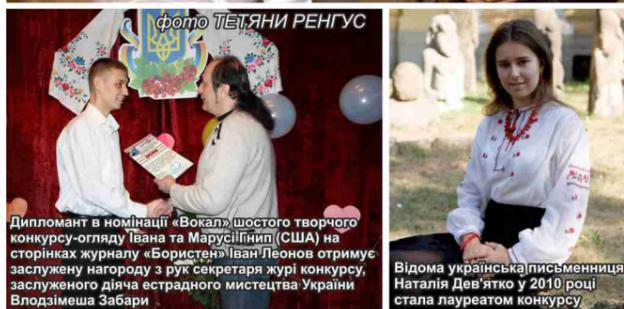 фото ТЕТЯНИ РЕНГУС
Дипломант в номінації «Вокал» шостого творчого
конкурсу-огляду Івана та Марусі Гнип (США) на
сторінках журналу «Бористен» Іван Леонов отримує
заслужену нагороду з рук секретаря журі конкурсу,
заслуженого діяча естрадного мистецтва України
Влодзімеша Забари
Відома українська письменниця
Наталія Дев'ятко у 2010 році
стала лауреатом конкурсу